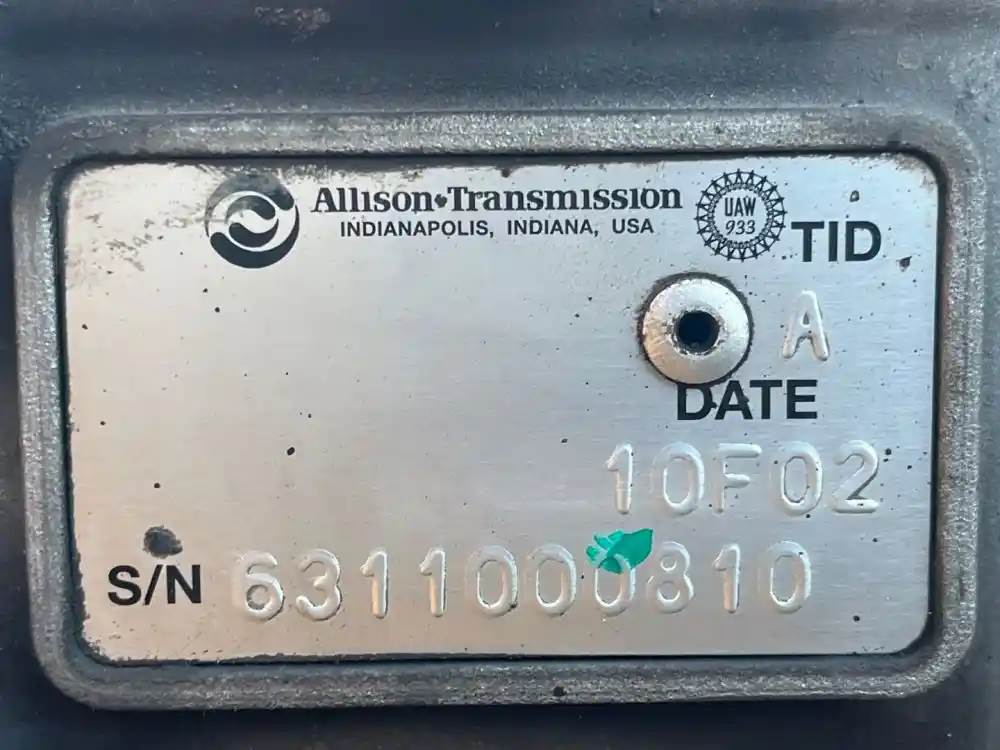 Allison Transmission
INDIANAPOLIS, INDIANA, USA
UAW
933
TID
A
DATE
10F02
S/N 6311000810